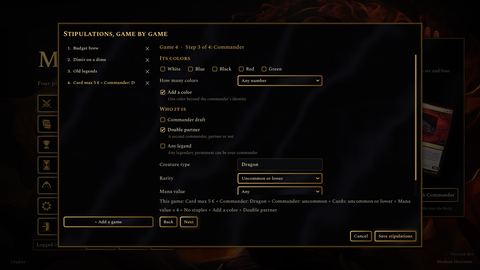 STIPULATIONS, GAME BY GAME
1. Budget brew ×
2. Dimir on a dime ×
3. Old legends ×
4. Card max 5 € + Commander: D ×
+ Add a game
Game 4 · Step 3 of 4: Commander
ITS COLORS
White Blue Black Red Green
How many colors Any number
Add a color
One color beyond the commander's identity
WHO IT IS
Commander draft
Double partner
A second commander, partner or not
Any legend
Any legendary permanent can be your commander
Creature type Dragon
Rarity Uncommon or lower
Mana value Any
This game: Card max 5 € + Commander: Dragon + Commander: uncommon + Cards: uncommon or lower + Mana
value + 4 + No staples + Add a color + Double partner
Back Next
Cancel Save stipulations